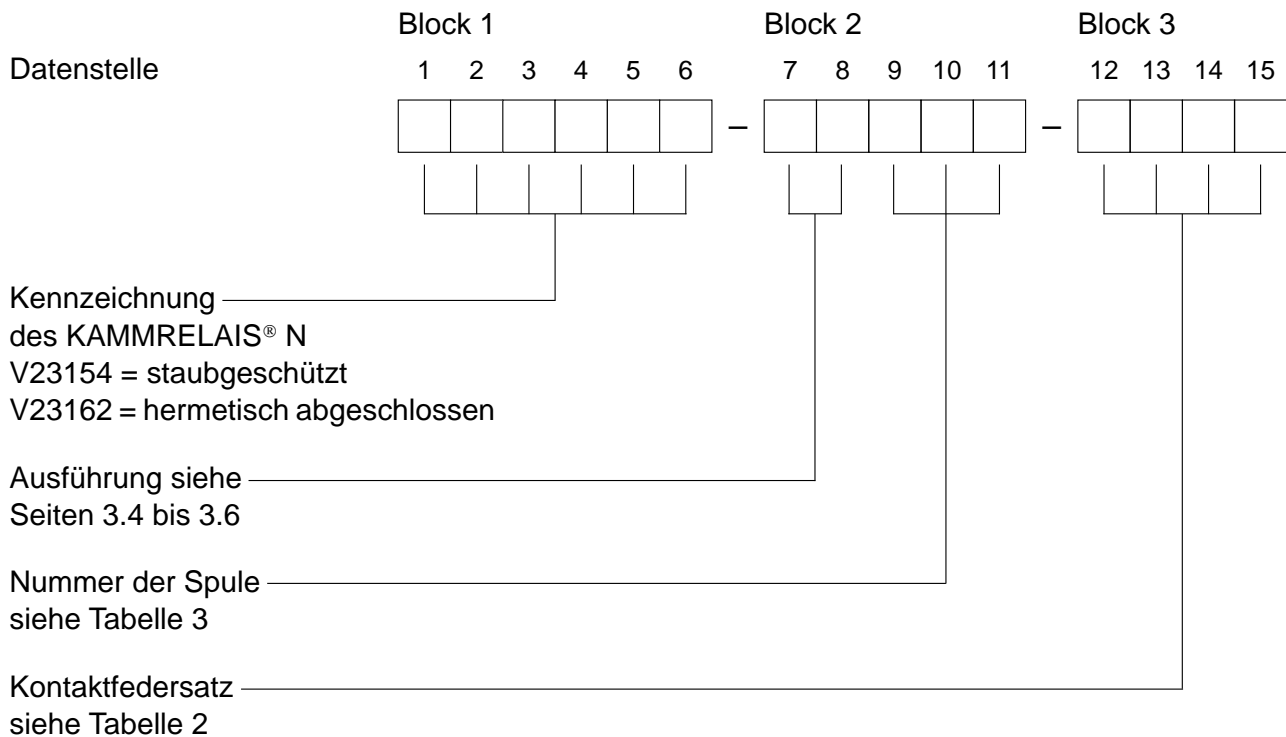 Block 1 Block 2 Block 3
Datenstelle 1 2 3 4 5 6 7 8 9 10 11 12 13 14 15
– –
Kennzeichnung
des KAMMRELAIS® N
V23154 = staubgeschützt
V23162 = hermetisch abgeschlossen
Ausführung siehe
Seiten 3.4 bis 3.6
Nummer der Spule
siehe Tabelle 3
Kontaktfedersatz
siehe Tabelle 2